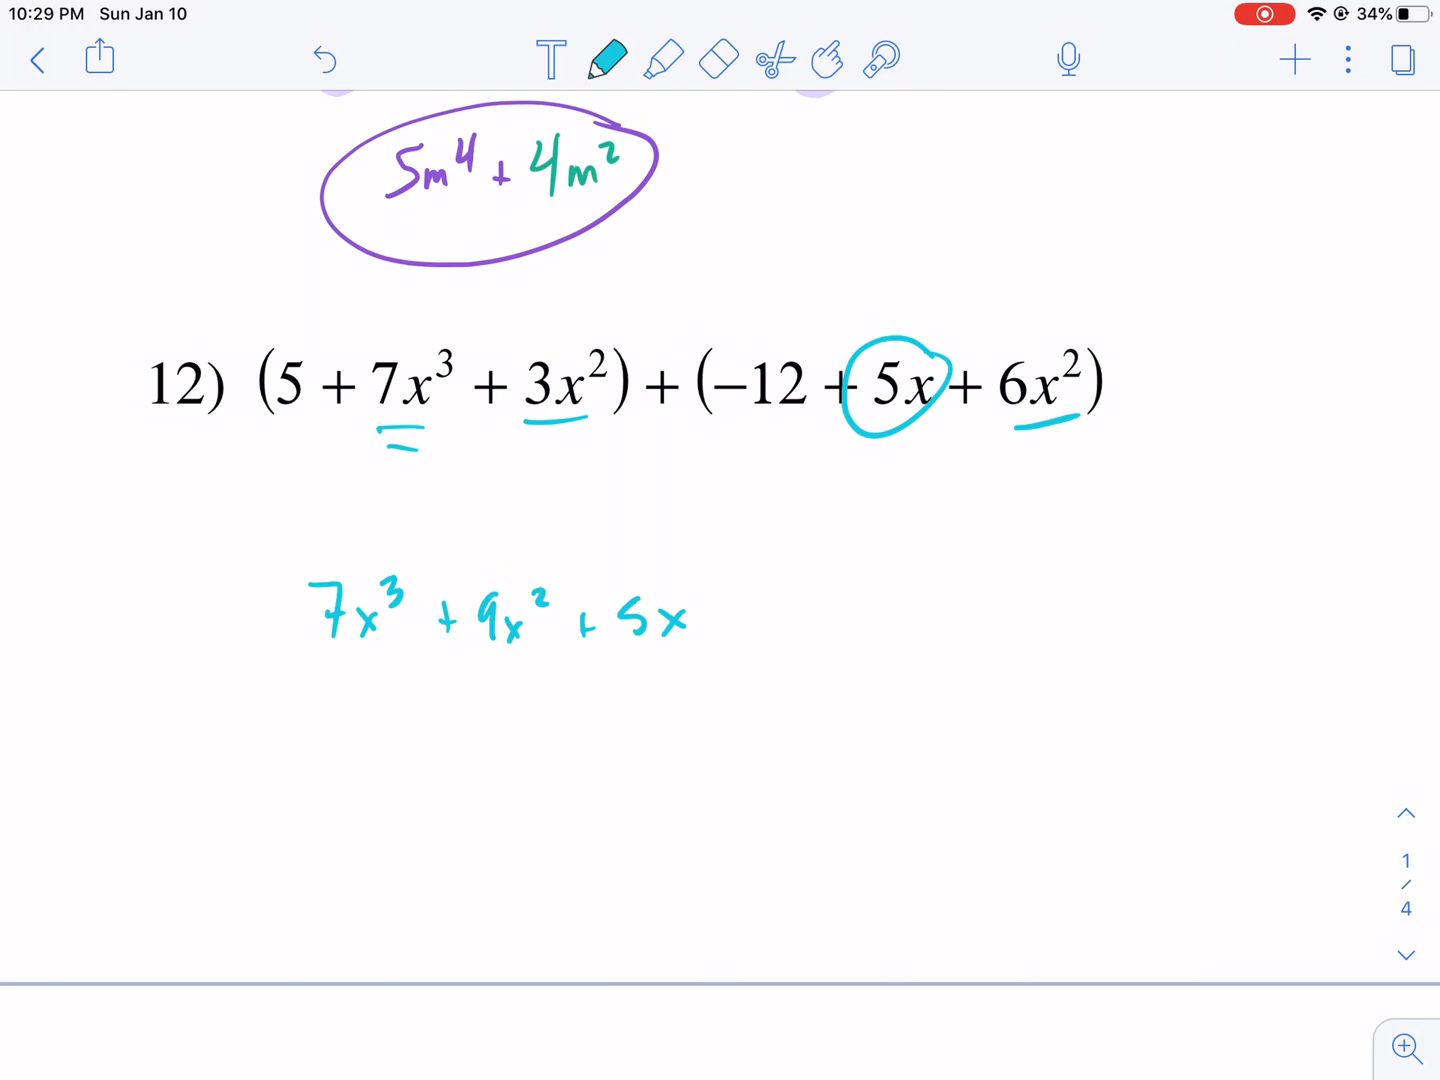 10:29 PM Sun Jan 10 34%
T
5m⁴ + 4m²
12) (5 + 7x³ + 3x²) + (−12 + 5x + 6x²)
7x³ + 9x² + 5x
1
/
4